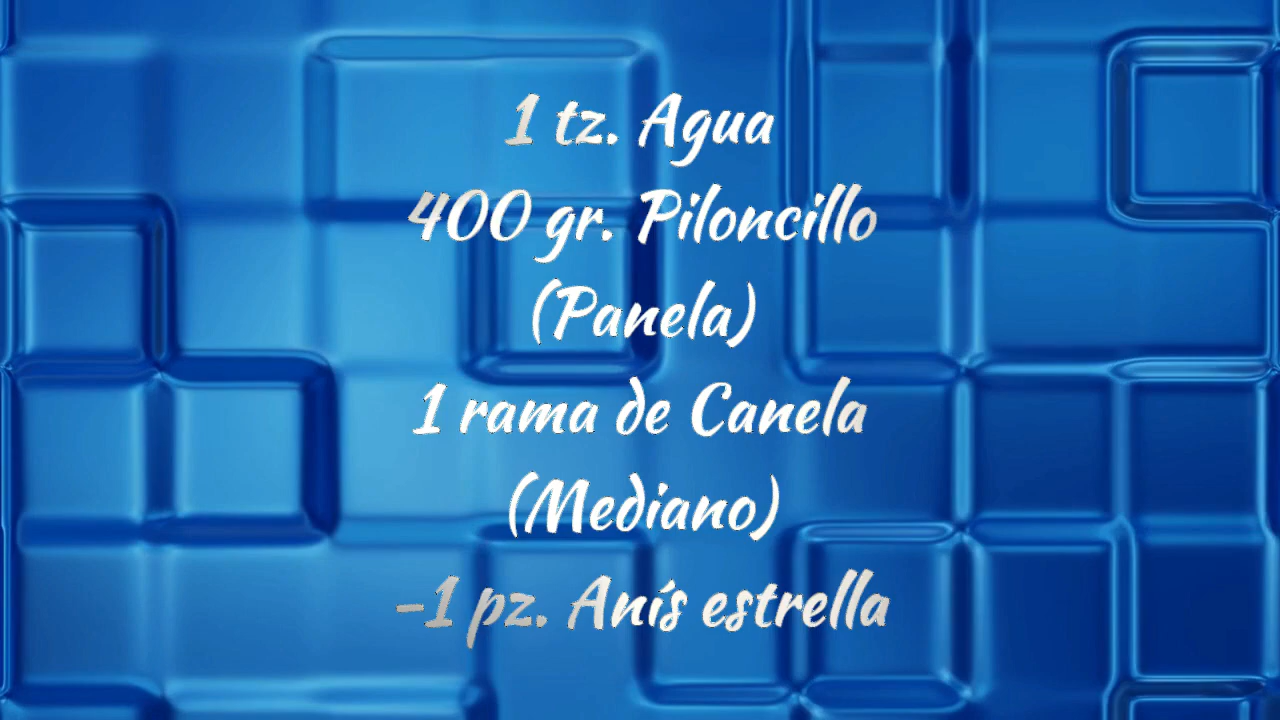 1 tz. Agua
400 gr. Piloncillo
(Panela)
1 rama de Canela
(Mediano)
-1 pz. Anís estrella